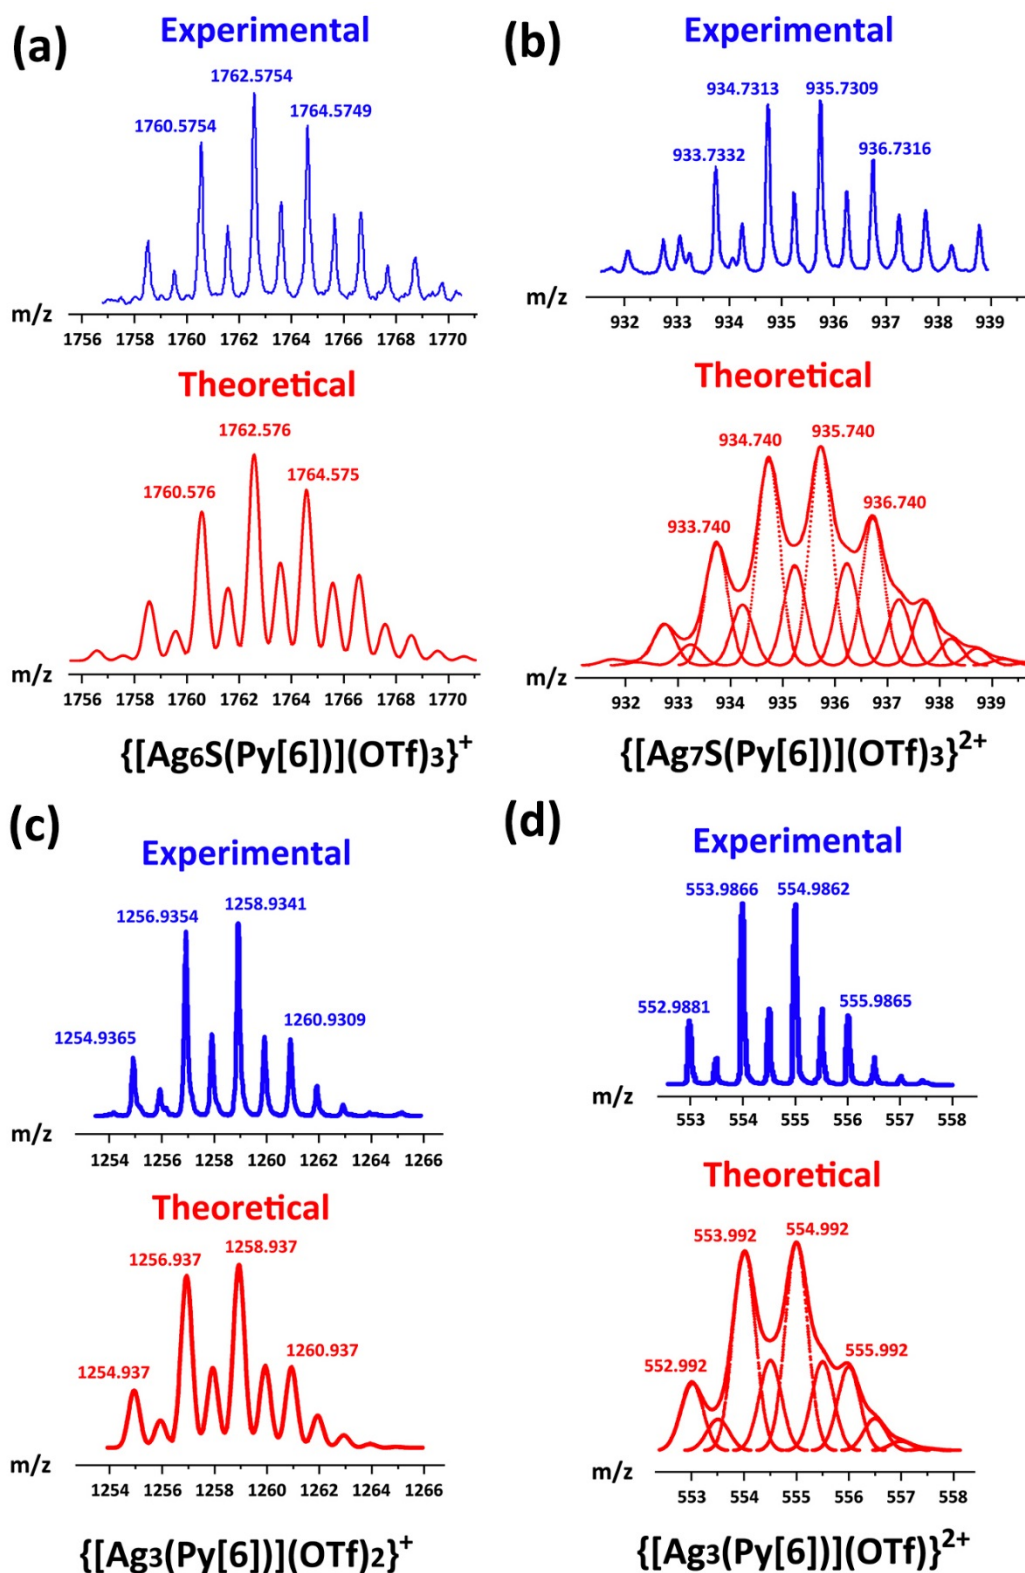 (a)
Experimental
1762.5754
1760.5754
1764.5749
m/z
1756 1758 1760 1762 1764 1766 1768 1770
Theoretical
1762.576
1760.576
1764.575
m/z
1756 1758 1760 1762 1764 1766 1768 1770
{[Ag6S(Py[6])](OTf)3}+
(b)
Experimental
934.7313 935.7309
933.7332 936.7316
m/z
932 933 934 935 936 937 938 939
Theoretical
934.740 935.740
933.740 936.740
m/z
932 933 934 935 936 937 938 939
{[Ag7S(Py[6])](OTf)3}2+
(c)
Experimental
1256.9354 1258.9341
1254.9365 1260.9309
m/z
1254 1256 1258 1260 1262 1264 1266
Theoretical
1256.937 1258.937
1254.937 1260.937
m/z
1254 1256 1258 1260 1262 1264 1266
{[Ag3(Py[6])](OTf)2}+
(d)
Experimental
553.9866 554.9862
552.9881 555.9865
m/z
553 554 555 556 557 558
Theoretical
553.992 554.992
552.992 555.992
m/z
553 554 555 556 557 558
{[Ag3(Py[6])](OTf)}2+